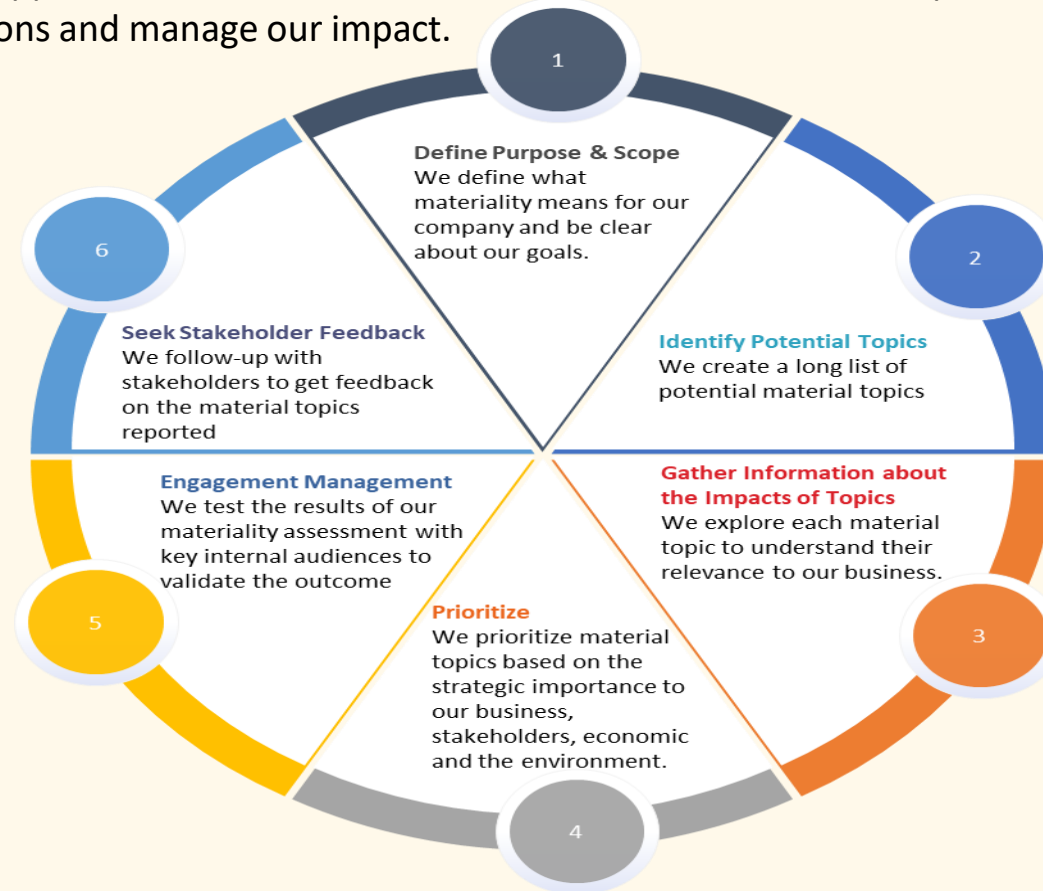 ons and manage our impact.
1
Define Purpose & Scope
We define what
materiality means for our
company and be clear
about our goals.
2
Identify Potential Topics
We create a long list of
potential material topics
3
Gather Information about
the Impacts of Topics
We explore each material
topic to understand their
relevance to our business.
4
Prioritize
We prioritize material
topics based on the
strategic importance to
our business,
stakeholders, economic
and the environment.
5
Engagement Management
We test the results of our
materiality assessment with
key internal audiences to
validate the outcome
6
Seek Stakeholder Feedback
We follow-up with
stakeholders to get feedback
on the material topics
reported